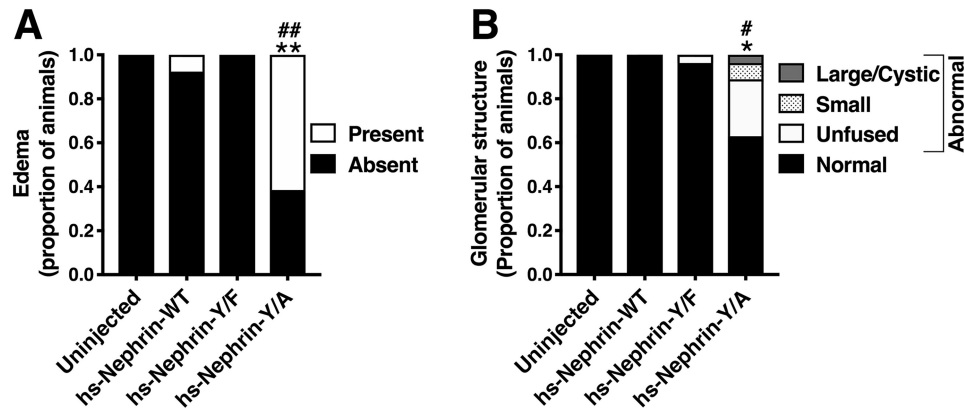 A
##
**
Edema
(proportion of animals)
1.0
0.8
0.6
0.4
0.2
0.0
Present
Absent
Uninjected
hs-Nephrin-WT
hs-Nephrin-Y/F
hs-Nephrin-Y/A
B
#
*
Glomerular structure
(Proportion of animals)
1.0
0.8
0.6
0.4
0.2
0.0
Large/Cystic
Small
Unfused
Normal
Abnormal
Uninjected
hs-Nephrin-WT
hs-Nephrin-Y/F
hs-Nephrin-Y/A